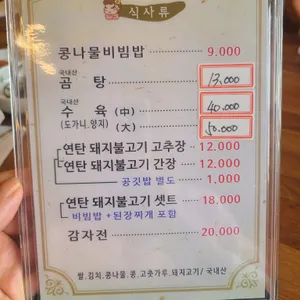 식사류
콩나물비빔밥 9.000
국내산
곰 탕 13,000
국내산
수 육 (中) 40.000
(도가니.양지) (大) 50.000
연탄 돼지불고기 고추장 12.000
연탄 돼지불고기 간장 12.000
공깃밥 별도 1.000
연탄 돼지불고기 셋트 18.000
비빔밥 +된장찌개 포함
감자전 20.000
쌀.김치.콩나물.콩.고춧가루.돼지고기/ 국내산